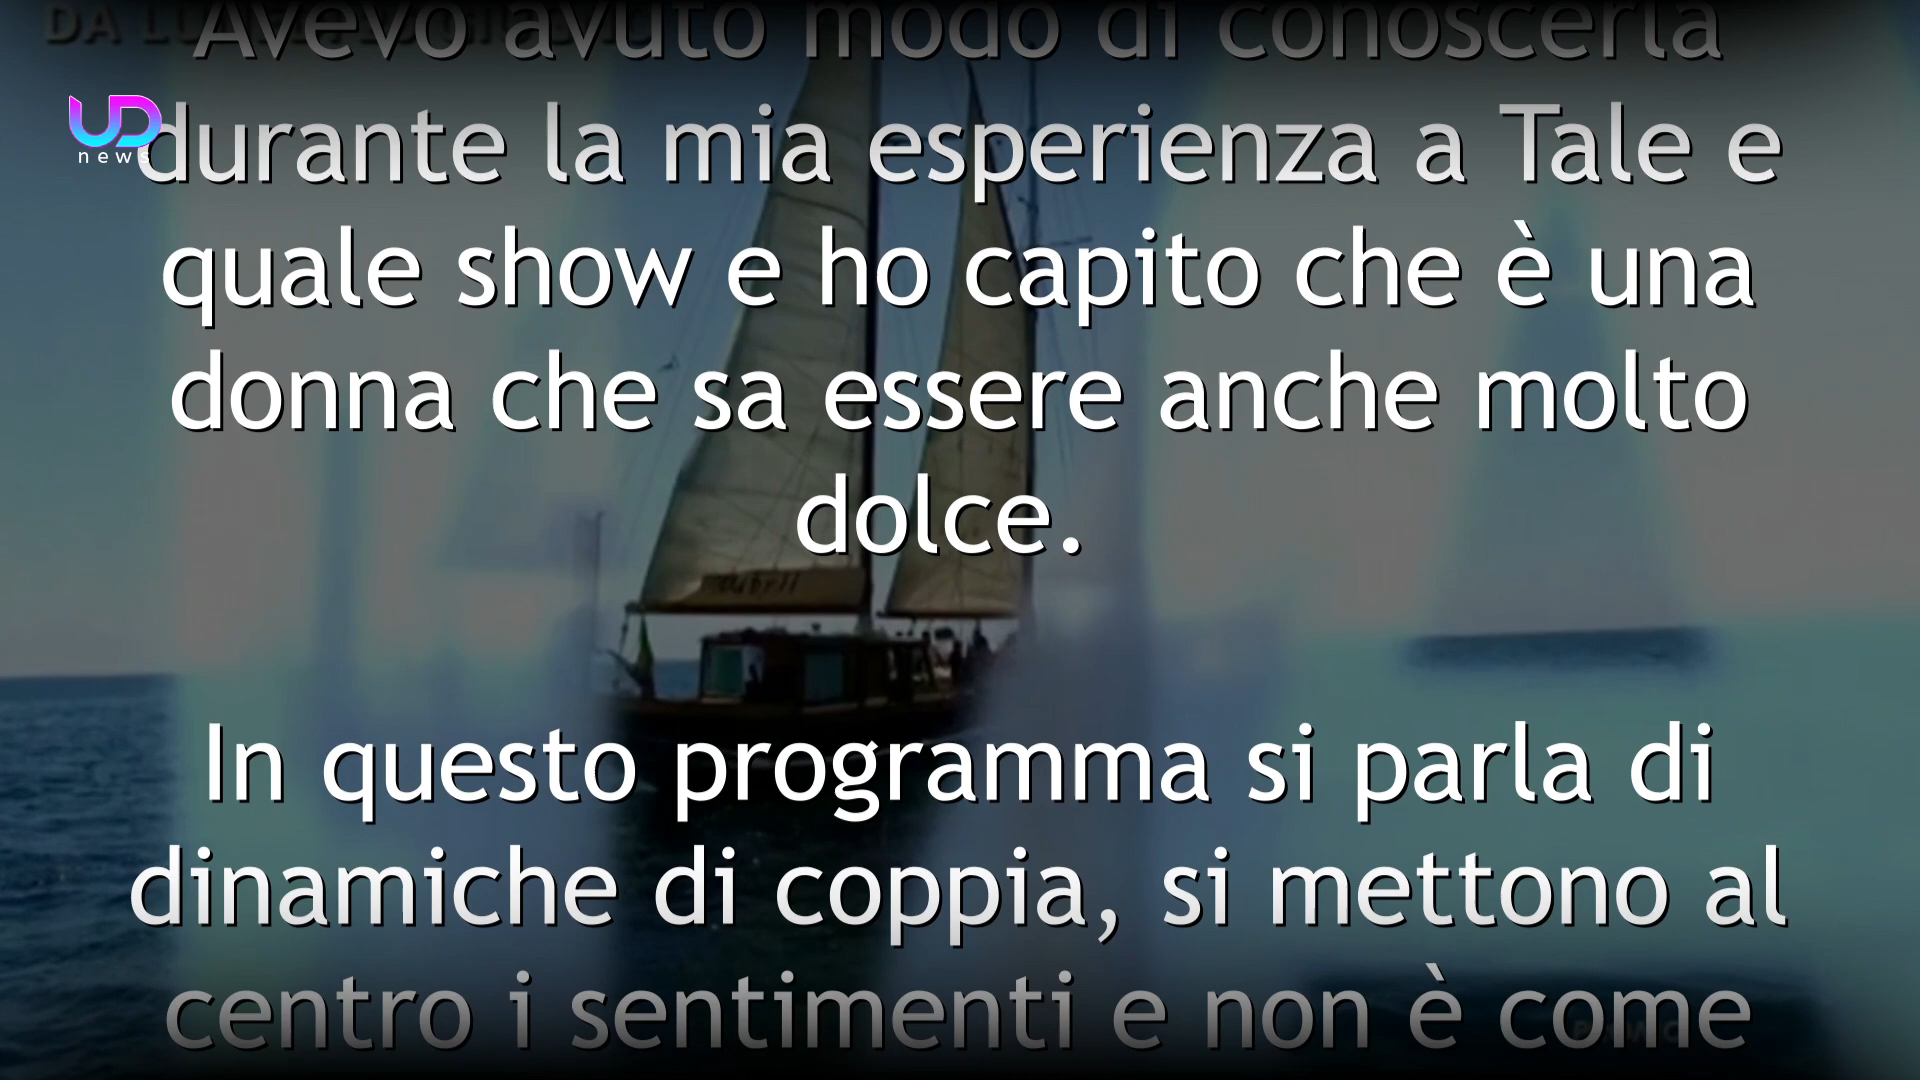 Avevo avuto modo di conoscerla
UD
news
durante la mia esperienza a Tale e
quale show e ho capito che è una
donna che sa essere anche molto
dolce.
In questo programma si parla di
dinamiche di coppia, si mettono al
centro i sentimenti e non è come